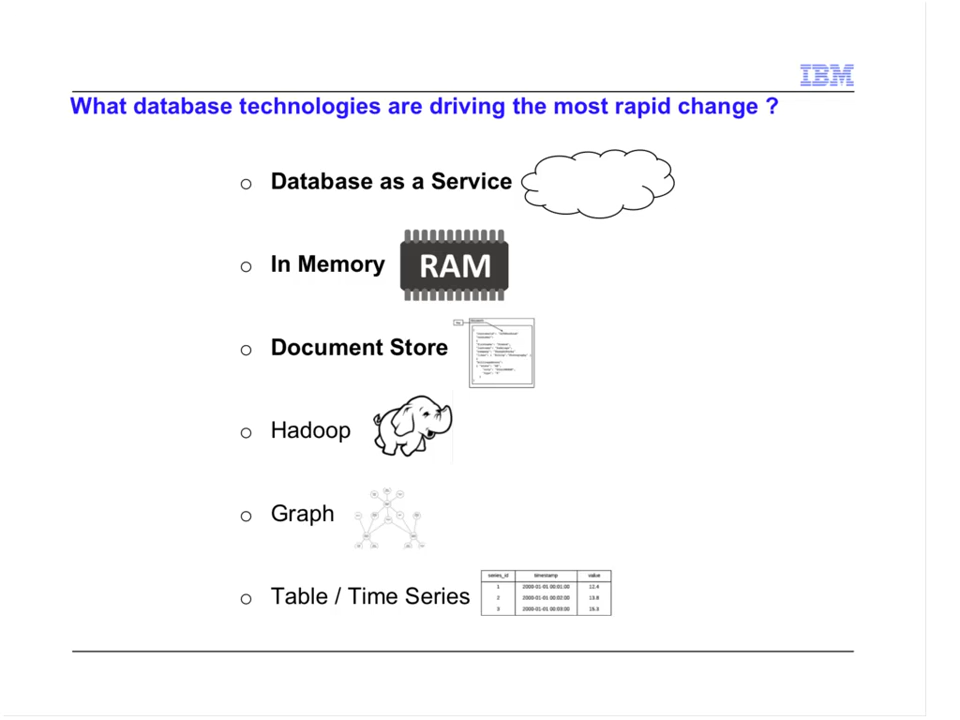 IBM
What database technologies are driving the most rapid change ?
Database as a Service
In Memory
RAM
Document Store
Hadoop
Graph
Table / Time Series
series_id timestamp value
1 2000-01-01 00:01:00 12.4
2 2000-01-01 00:02:00 13.8
3 2000-01-01 00:03:00